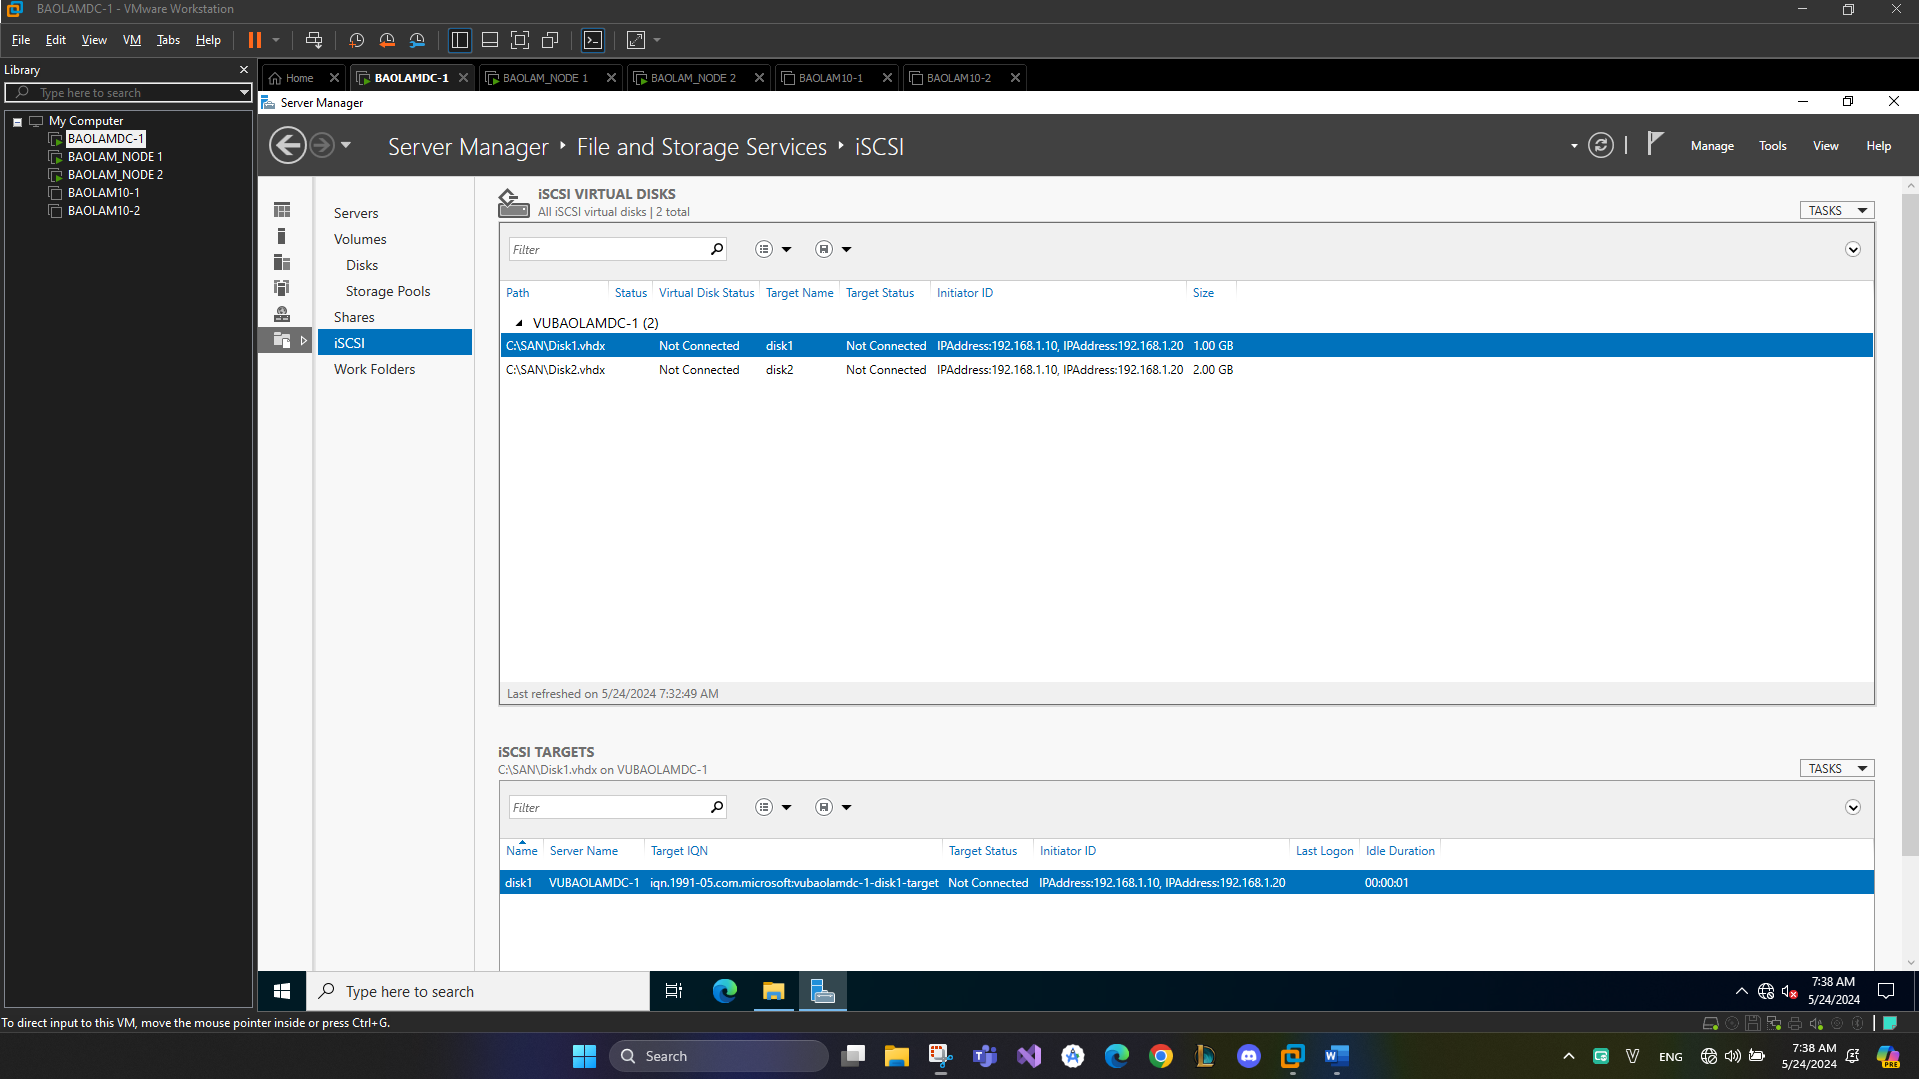 BAOLAMDC-1 - VMware Workstation
File Edit View VM Tabs Help
Library
Type here to search
My Computer
BAOLAMDC-1
BAOLAM_NODE 1
BAOLAM_NODE 2
BAOLAM10-1
BAOLAM10-2
Home BAOLAMDC-1 BAOLAM_NODE 1 BAOLAM_NODE 2 BAOLAM10-1 BAOLAM10-2
Server Manager
Server Manager File and Storage Services iSCSI
Manage Tools View Help
Servers
Volumes
Disks
Storage Pools
Shares
iSCSI
Work Folders
iSCSI VIRTUAL DISKS
All iSCSI virtual disks | 2 total
TASKS
Filter
Path Status Virtual Disk Status Target Name Target Status Initiator ID Size
VUBAOLAMDC-1 (2)
C:\SAN\Disk1.vhdx Not Connected disk1 Not Connected IPAddress:192.168.1.10, IPAddress:192.168.1.20 1.00 GB
C:\SAN\Disk2.vhdx Not Connected disk2 Not Connected IPAddress:192.168.1.10, IPAddress:192.168.1.20 2.00 GB
Last refreshed on 5/24/2024 7:32:49 AM
iSCSI TARGETS
C:\SAN\Disk1.vhdx on VUBAOLAMDC-1
TASKS
Filter
Name Server Name Target IQN Target Status Initiator ID Last Logon Idle Duration
disk1 VUBAOLAMDC-1 iqn.1991-05.com.microsoft:vubaolamdc-1-disk1-target Not Connected IPAddress:192.168.1.10, IPAddress:192.168.1.20 00:00:01
Type here to search
7:38 AM
5/24/2024
To direct input to this VM, move the mouse pointer inside or press Ctrl+G.
Search
ENG
7:38 AM
5/24/2024
PRE